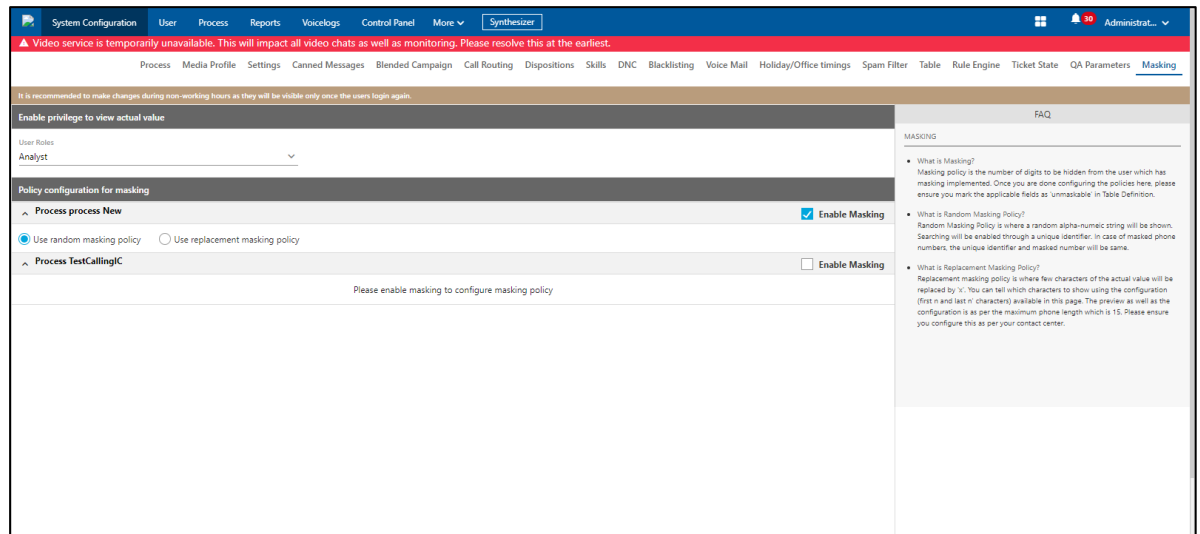 System Configuration User Process Reports Voicelogs Control Panel More Synthesizer 30 Administrat...
Video service is temporarily unavailable. This will impact all video chats as well as monitoring. Please resolve this at the earliest.
Process Media Profile Settings Canned Messages Blended Campaign Call Routing Dispositions Skills DNC Blacklisting Voice Mail Holiday/Office timings Spam Filter Table Rule Engine Ticket State QA Parameters Masking
It is recommended to make changes during non-working hours as they will be visible only once the users login again.
Enable privilege to view actual value
User Roles
Analyst
Policy configuration for masking
Process process New Enable Masking
Use random masking policy Use replacement masking policy
Process TestCallingIC Enable Masking
Please enable masking to configure masking policy
FAQ
MASKING
What is Masking?
Masking policy is the number of digits to be hidden from the user which has
masking implemented. Once you are done configuring the policies here, please
ensure you mark the applicable fields as 'unmaskable' in Table Definition.
What is Random Masking Policy?
Random Masking Policy is where a random alpha-numeic string will be shown.
Searching will be enabled through a unique identifier. In case of masked phone
numbers, the unique identifier and masked number will be same.
What is Replacement Masking Policy?
Replacement masking policy is where few characters of the actual value will be
replaced by 'x'. You can tell which characters to show using the configuration
(first n and last n' characters) available in this page. The preview as well as the
configuration is as per the maximum phone length which is 15. Please ensure
you configure this as per your contact center.